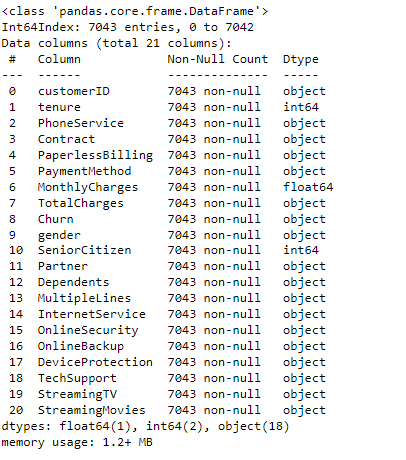 <class 'pandas.core.frame.DataFrame'>
Int64Index: 7043 entries, 0 to 7042
Data columns (total 21 columns):
 #   Column            Non-Null Count  Dtype
---  ------            --------------  -----
 0   customerID        7043 non-null   object
 1   tenure            7043 non-null   int64
 2   PhoneService      7043 non-null   object
 3   Contract          7043 non-null   object
 4   PaperlessBilling  7043 non-null   object
 5   PaymentMethod     7043 non-null   object
 6   MonthlyCharges    7043 non-null   float64
 7   TotalCharges      7043 non-null   object
 8   Churn             7043 non-null   object
 9   gender            7043 non-null   object
 10  SeniorCitizen     7043 non-null   int64
 11  Partner           7043 non-null   object
 12  Dependents        7043 non-null   object
 13  MultipleLines     7043 non-null   object
 14  InternetService   7043 non-null   object
 15  OnlineSecurity    7043 non-null   object
 16  OnlineBackup      7043 non-null   object
 17  DeviceProtection  7043 non-null   object
 18  TechSupport       7043 non-null   object
 19  StreamingTV       7043 non-null   object
 20  StreamingMovies   7043 non-null   object
dtypes: float64(1), int64(2), object(18)
memory usage: 1.2+ MB